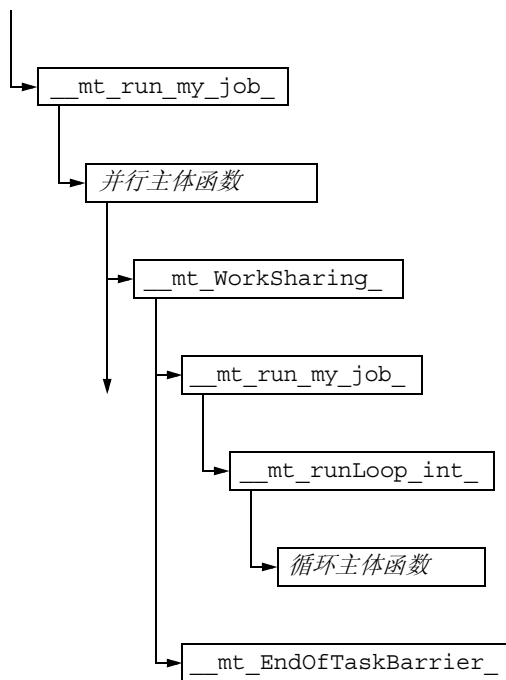 __mt_run_my_job_
并行主体函数
__mt_WorkSharing_
__mt_run_my_job_
__mt_runLoop_int_
循环主体函数
__mt_EndOfTaskBarrier_